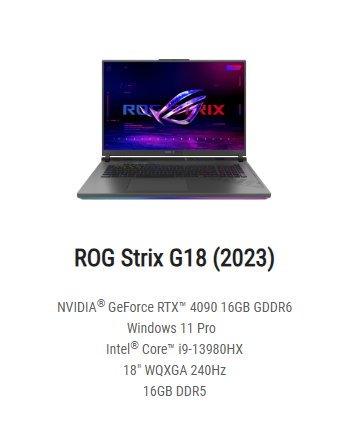 ROG STRIX
ROG Strix G18 (2023)
NVIDIA® GeForce RTX™ 4090 16GB GDDR6
Windows 11 Pro
Intel® Core™ i9-13980HX
18" WQXGA 240Hz
16GB DDR5